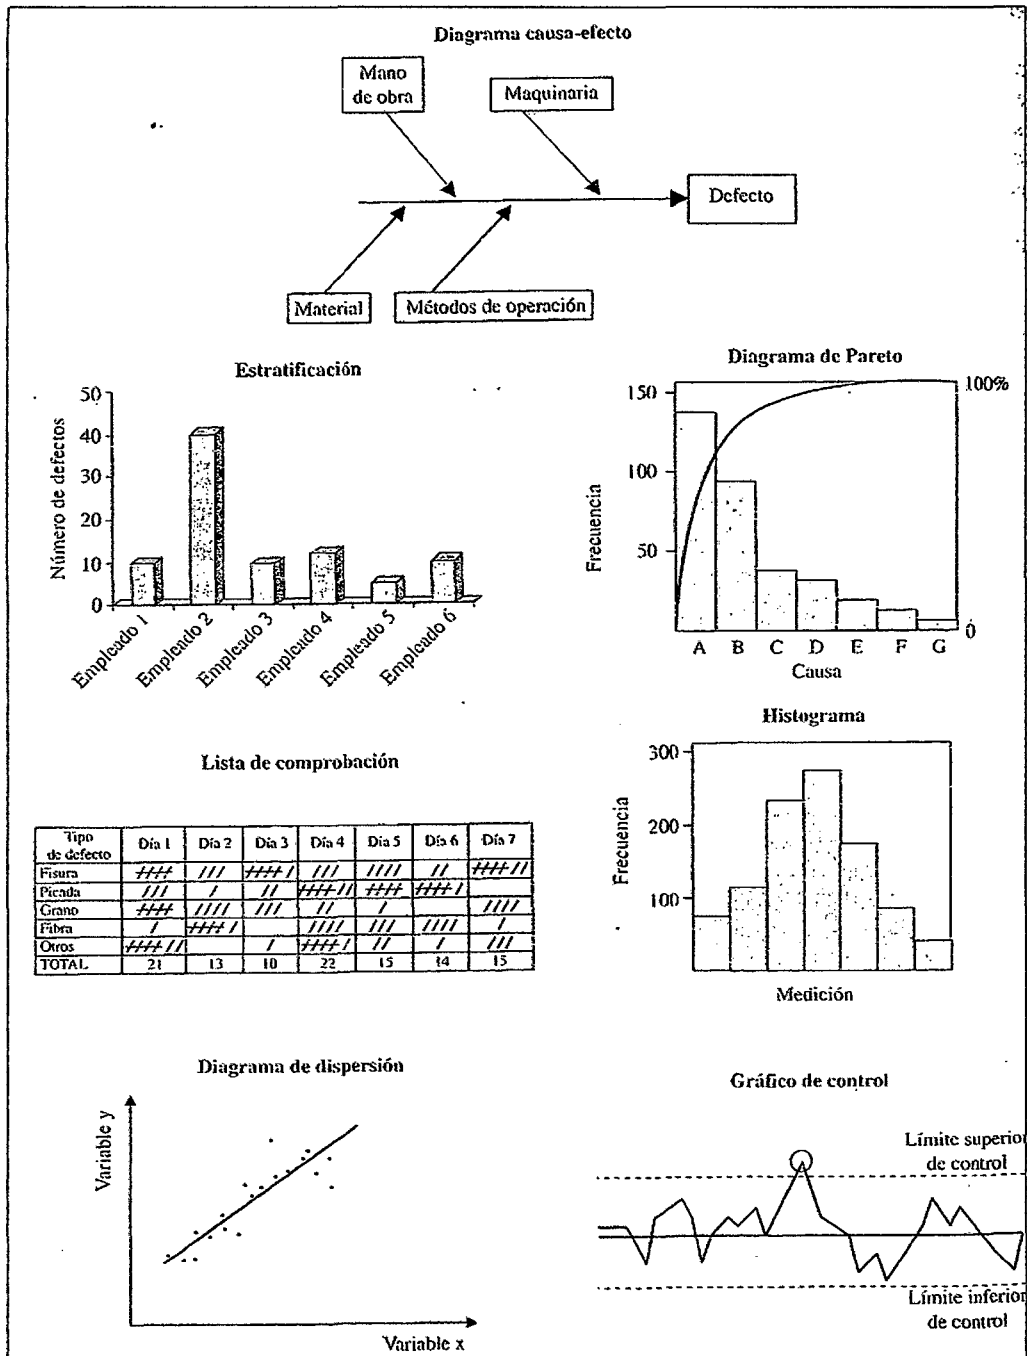 Diagrama causa-efecto
Mano
de obra
Maquinaria
Defecto
Material
Métodos de operación
Estratificación
Número de defectos
50
40
30
20
10
0
Empleado 1
Empleado 2
Empleado 3
Empleado 4
Empleado 5
Empleado 6
Diagrama de Pareto
Frecuencia
150
100
50
100%
0
A B C D E F G
Causa
Lista de comprobación
Tipo
de defecto Día 1 Día 2 Día 3 Día 4 Día 5 Día 6 Día 7
Fisura
Picada
Grano
Fibra
Otros
TOTAL 21 13 10 22 15 14 15
Histograma
Frecuencia
300
200
100
Medición
Diagrama de dispersión
Variable y
Variable x
Gráfico de control
Límite superior
de control
Límite inferior
de control